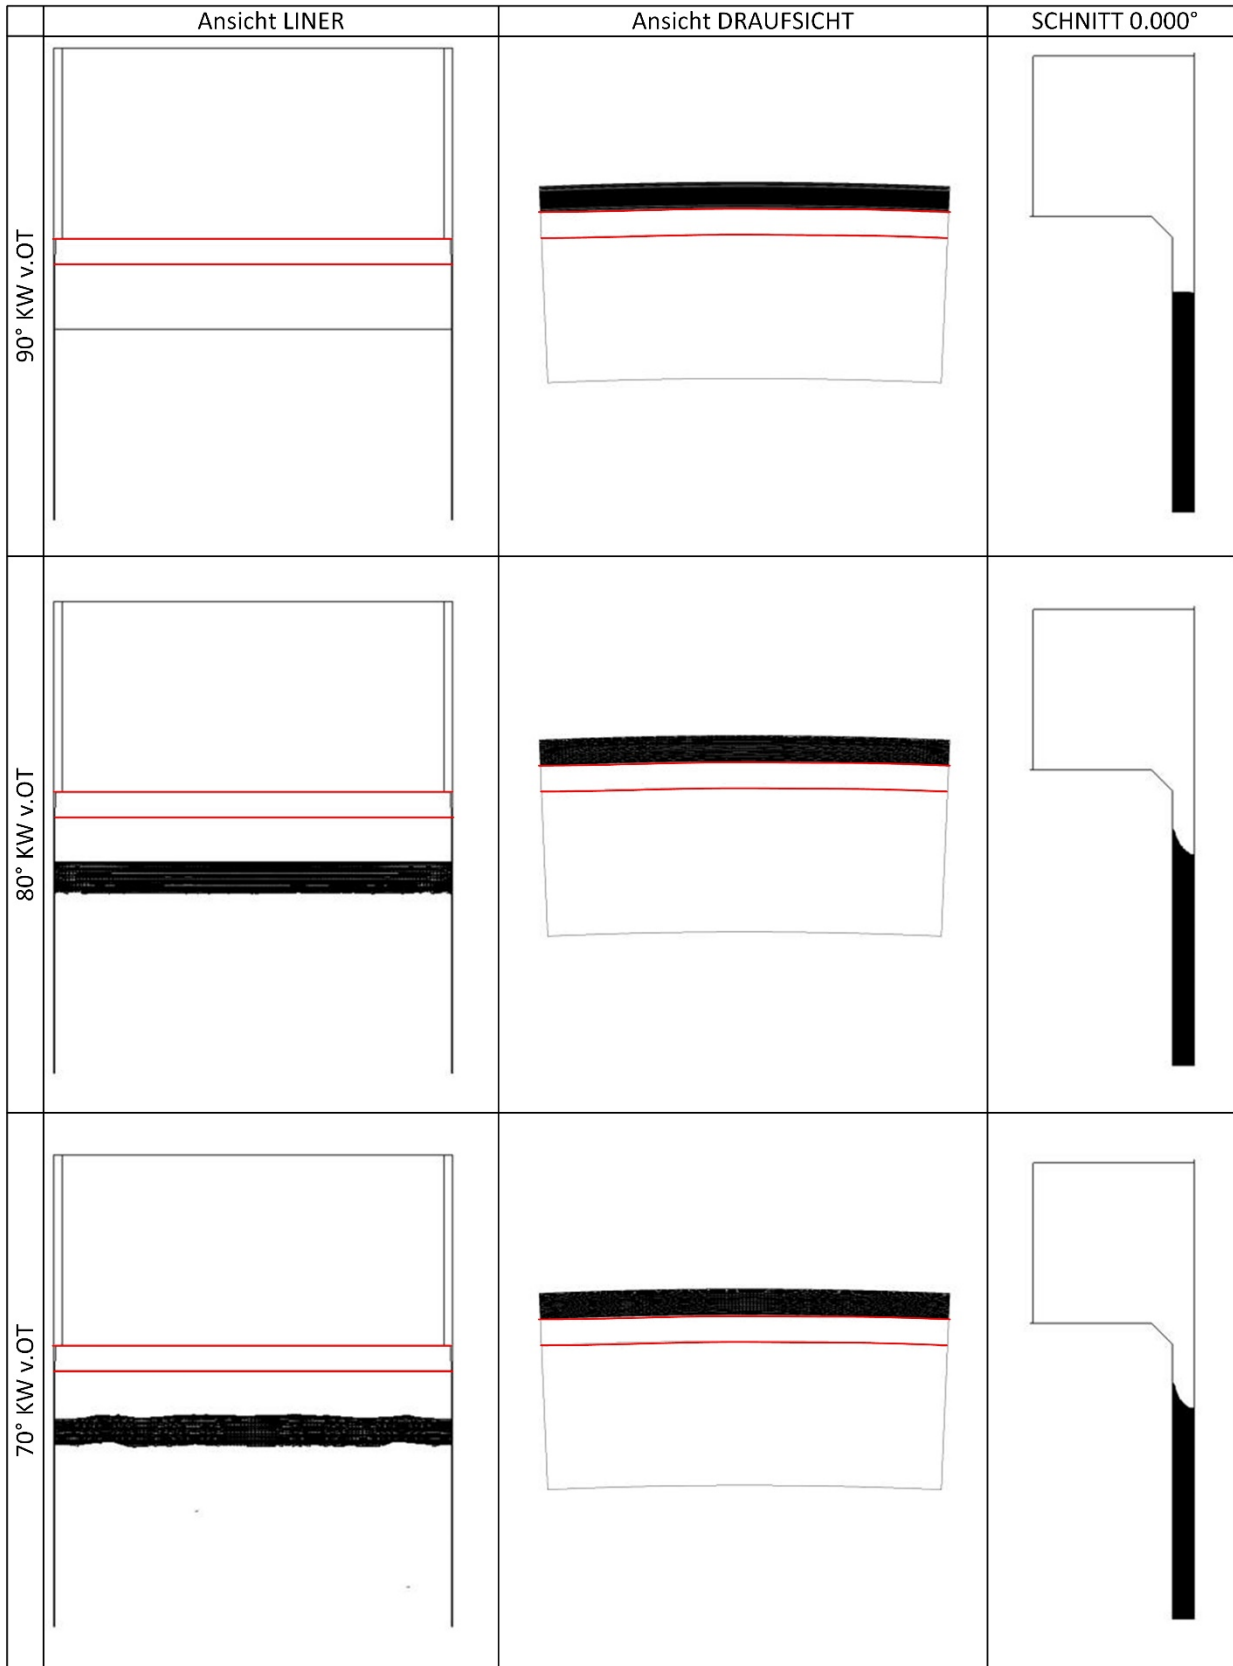 Ansicht LINER
Ansicht DRAUFSICHT
SCHNITT 0.000°
90° KW v.OT
80° KW v.OT
70° KW v.OT